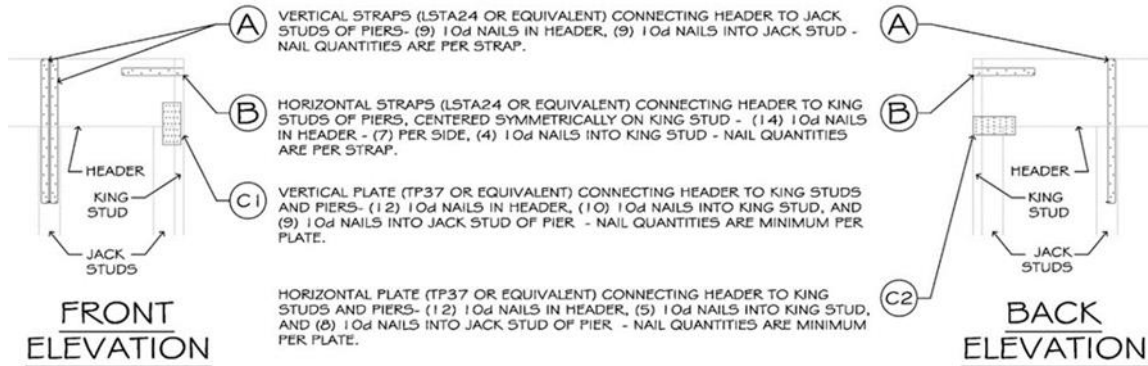 A
VERTICAL STRAPS (LSTA24 OR EQUIVALENT) CONNECTING HEADER TO JACK
STUDS OF PIERS- (9) 10d NAILS IN HEADER, (9) 10d NAILS INTO JACK STUD -
NAIL QUANTITIES ARE PER STRAP.
A
B
HORIZONTAL STRAPS (LSTA24 OR EQUIVALENT) CONNECTING HEADER TO KING
STUDS OF PIERS, CENTERED SYMMETRICALLY ON KING STUD - (14) 10d NAILS
IN HEADER - (7) PER SIDE, (4) 10d NAILS INTO KING STUD - NAIL QUANTITIES
ARE PER STRAP.
B
HEADER
KING
STUD
JACK
STUDS
C1
VERTICAL PLATE (TP37 OR EQUIVALENT) CONNECTING HEADER TO KING STUDS
AND PIERS- (12) 10d NAILS IN HEADER, (10) 10d NAILS INTO KING STUD, AND
(9) 10d NAILS INTO JACK STUD OF PIER - NAIL QUANTITIES ARE MINIMUM PER
PLATE.
HEADER
KING
STUD
JACK
STUDS
HORIZONTAL PLATE (TP37 OR EQUIVALENT) CONNECTING HEADER TO KING
STUDS AND PIERS- (12) 10d NAILS IN HEADER, (5) 10d NAILS INTO KING STUD,
AND (8) 10d NAILS INTO JACK STUD OF PIER - NAIL QUANTITIES ARE MINIMUM
PER PLATE.
C2
FRONT
ELEVATION
BACK
ELEVATION